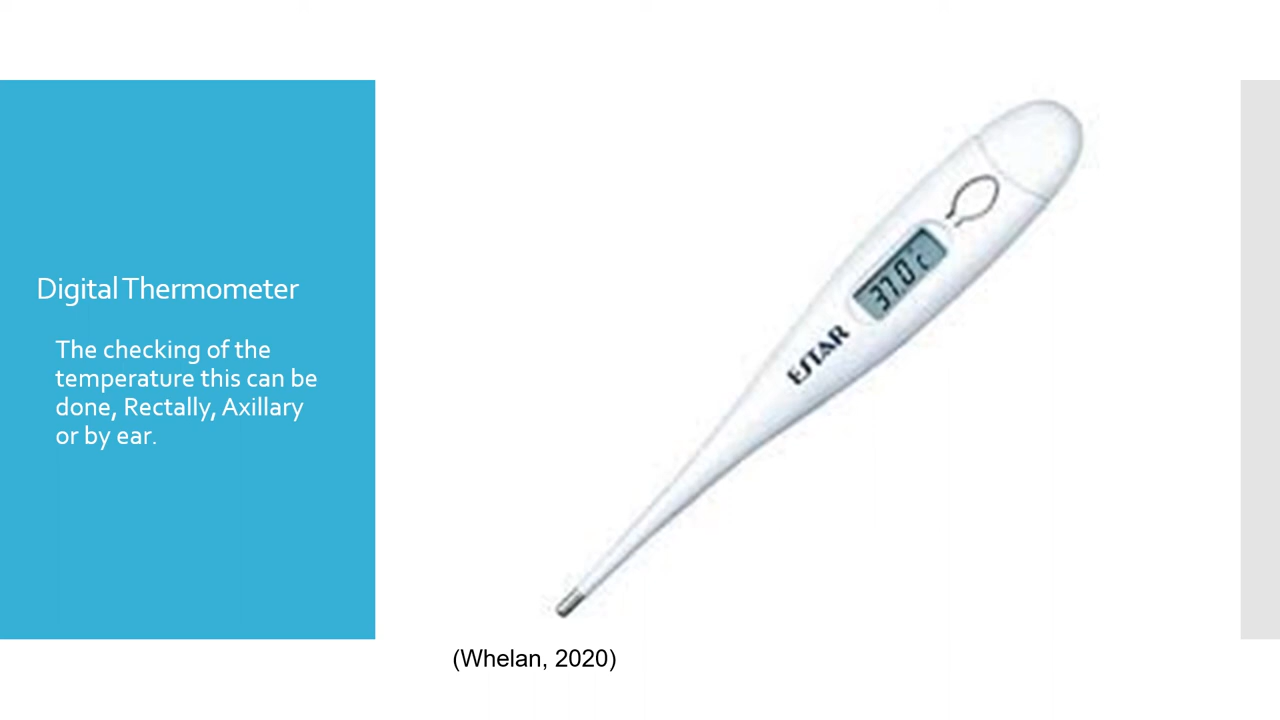 Digital Thermometer
The checking of the
temperature this can be
done, Rectally, Axillary
or by ear.
37.0°C
ESTAR
(Whelan, 2020)